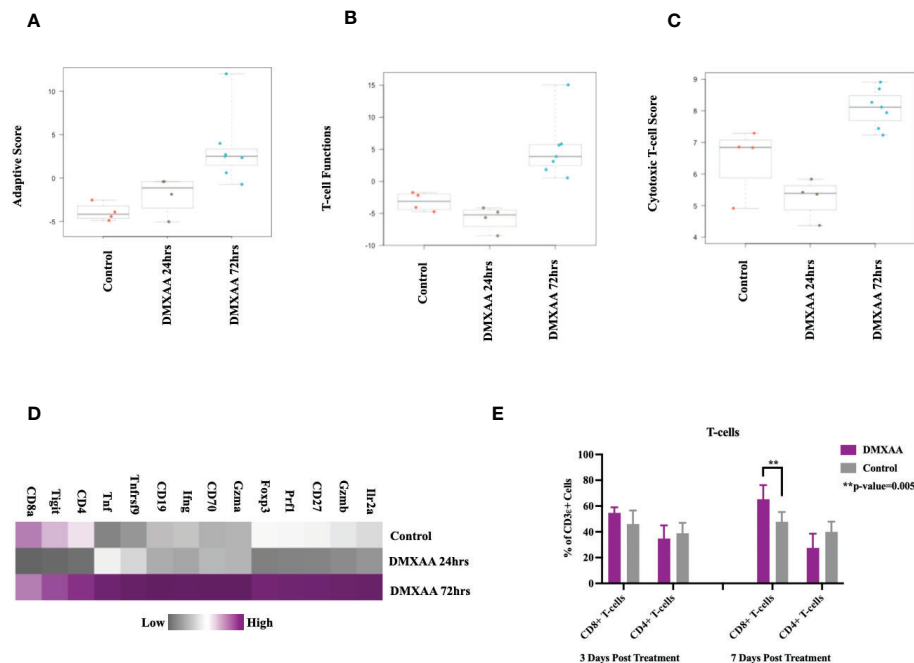 A
B
C
Adaptive Score
10
5
0
-5
Control
DMXAA 24hrs
DMXAA 72hrs
T-cell Functions
15
10
5
0
-5
-10
Control
DMXAA 24hrs
DMXAA 72hrs
Cytotoxic T-cell Score
9
8
7
6
5
4
Control
DMXAA 24hrs
DMXAA 72hrs
D
CD8a
Tigit
CD4
Tnf
Tnfrsf9
CD19
Ifng
CD70
Gzma
Foxp3
Prf1
CD27
Gzmb
Ilr2a
Control
DMXAA 24hrs
DMXAA 72hrs
Low
High
E
T-cells
DMXAA
Control
**p-value=0.005
**
% of CD3ε+ Cells
100
80
60
40
20
0
CD8+ T-cells
CD4+ T-cells
CD8+ T-cells
CD4+ T-cells
3 Days Post Treatment
7 Days Post Treatment